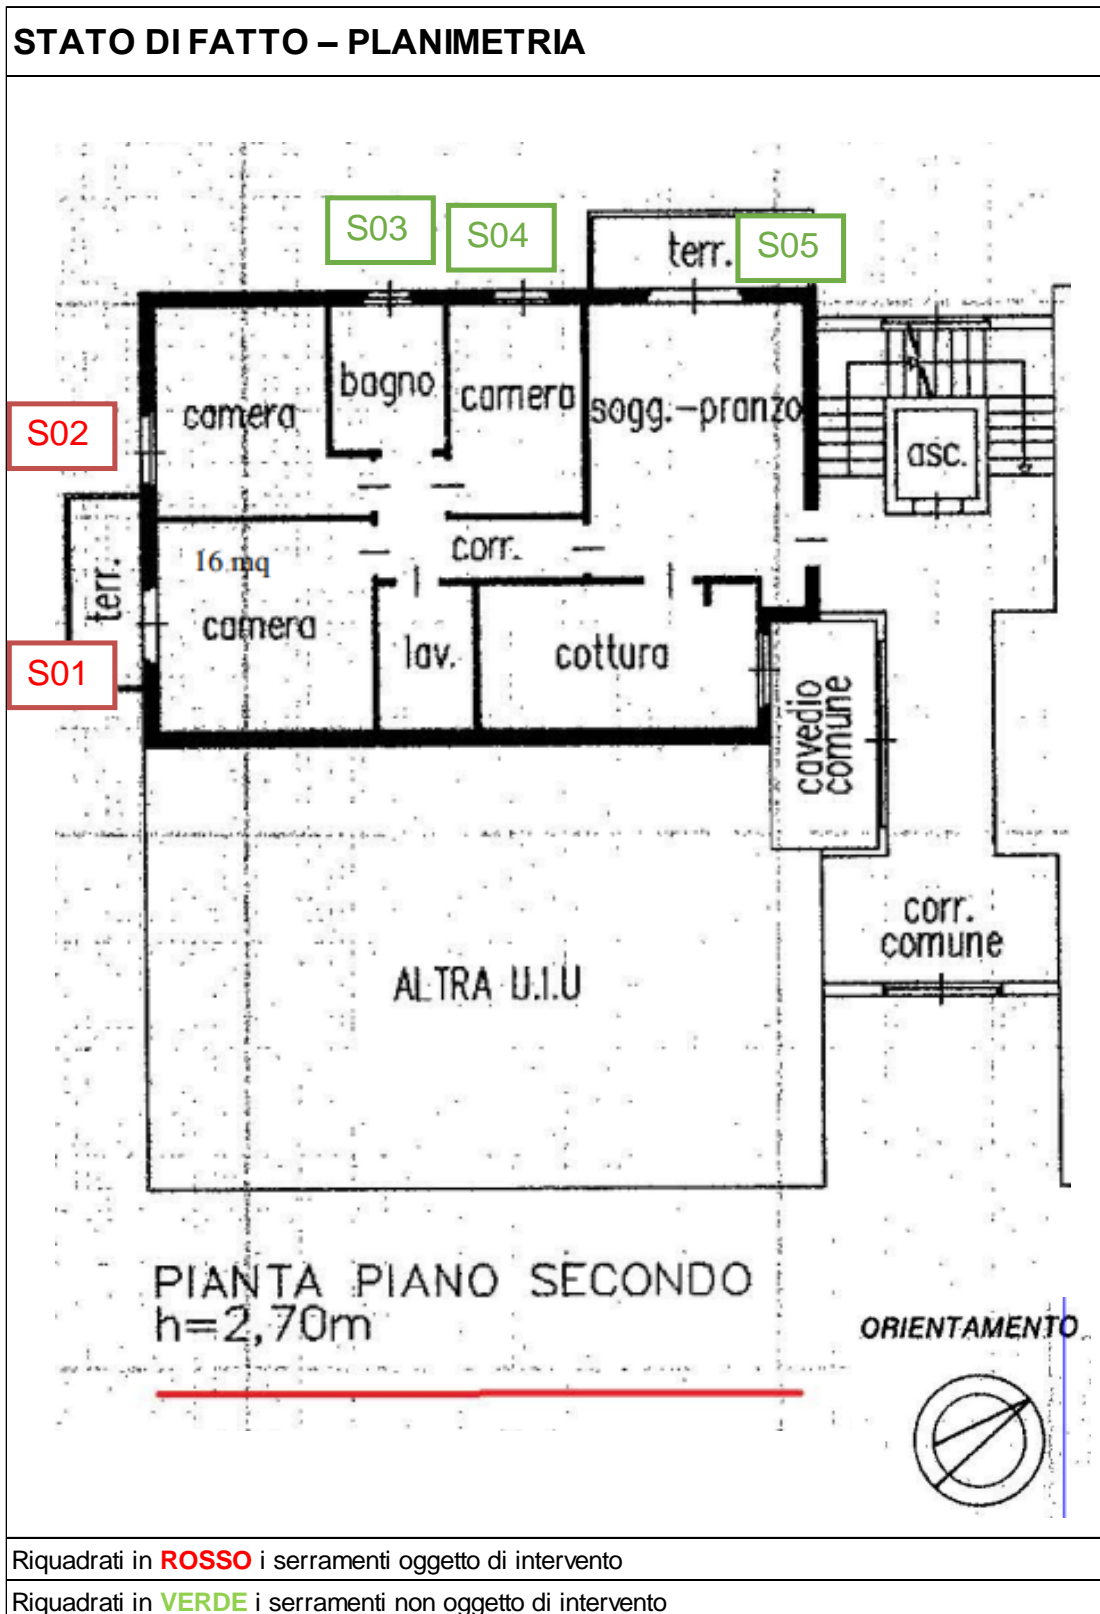 STATO DI FATTO – PLANIMETRIA
S03
S04
terr.
S05
camera
bagno
camera
sogg.-pranzo
S02
asc.
terr.
16 mq
corr.
camera
lav.
cottura
S01
cavedio
comune
corr.
comune
ALTRA U.I.U
PIANTA PIANO SECONDO
h=2,70m
ORIENTAMENTO
Riquadrati in ROSSO i serramenti oggetto di intervento
Riquadrati in VERDE i serramenti non oggetto di intervento